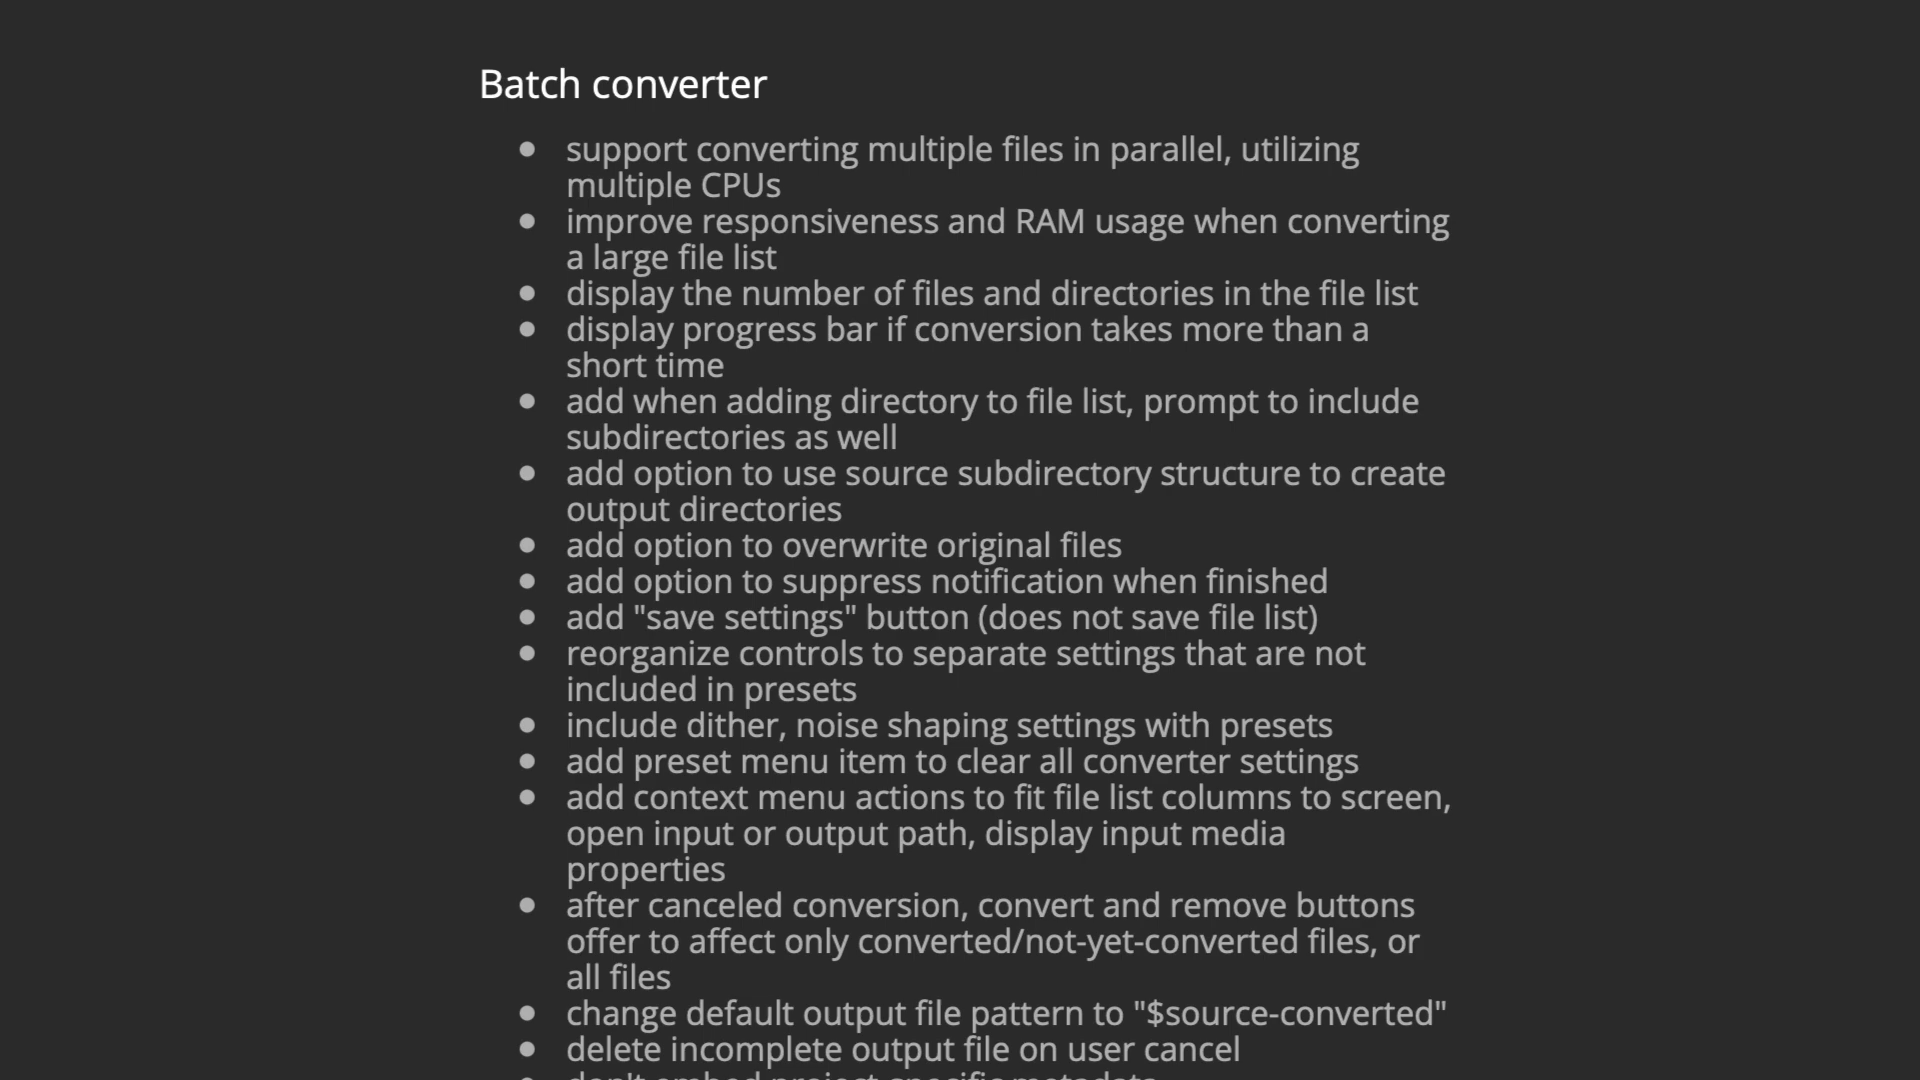 Batch converter
● support converting multiple files in parallel, utilizing
multiple CPUs
● improve responsiveness and RAM usage when converting
a large file list
● display the number of files and directories in the file list
● display progress bar if conversion takes more than a
short time
● add when adding directory to file list, prompt to include
subdirectories as well
● add option to use source subdirectory structure to create
output directories
● add option to overwrite original files
● add option to suppress notification when finished
● add "save settings" button (does not save file list)
● reorganize controls to separate settings that are not
included in presets
● include dither, noise shaping settings with presets
● add preset menu item to clear all converter settings
● add context menu actions to fit file list columns to screen,
open input or output path, display input media
properties
● after canceled conversion, convert and remove buttons
offer to affect only converted/not-yet-converted files, or
all files
● change default output file pattern to "$source-converted"
● delete incomplete output file on user cancel
● don't embed project-specific metadata